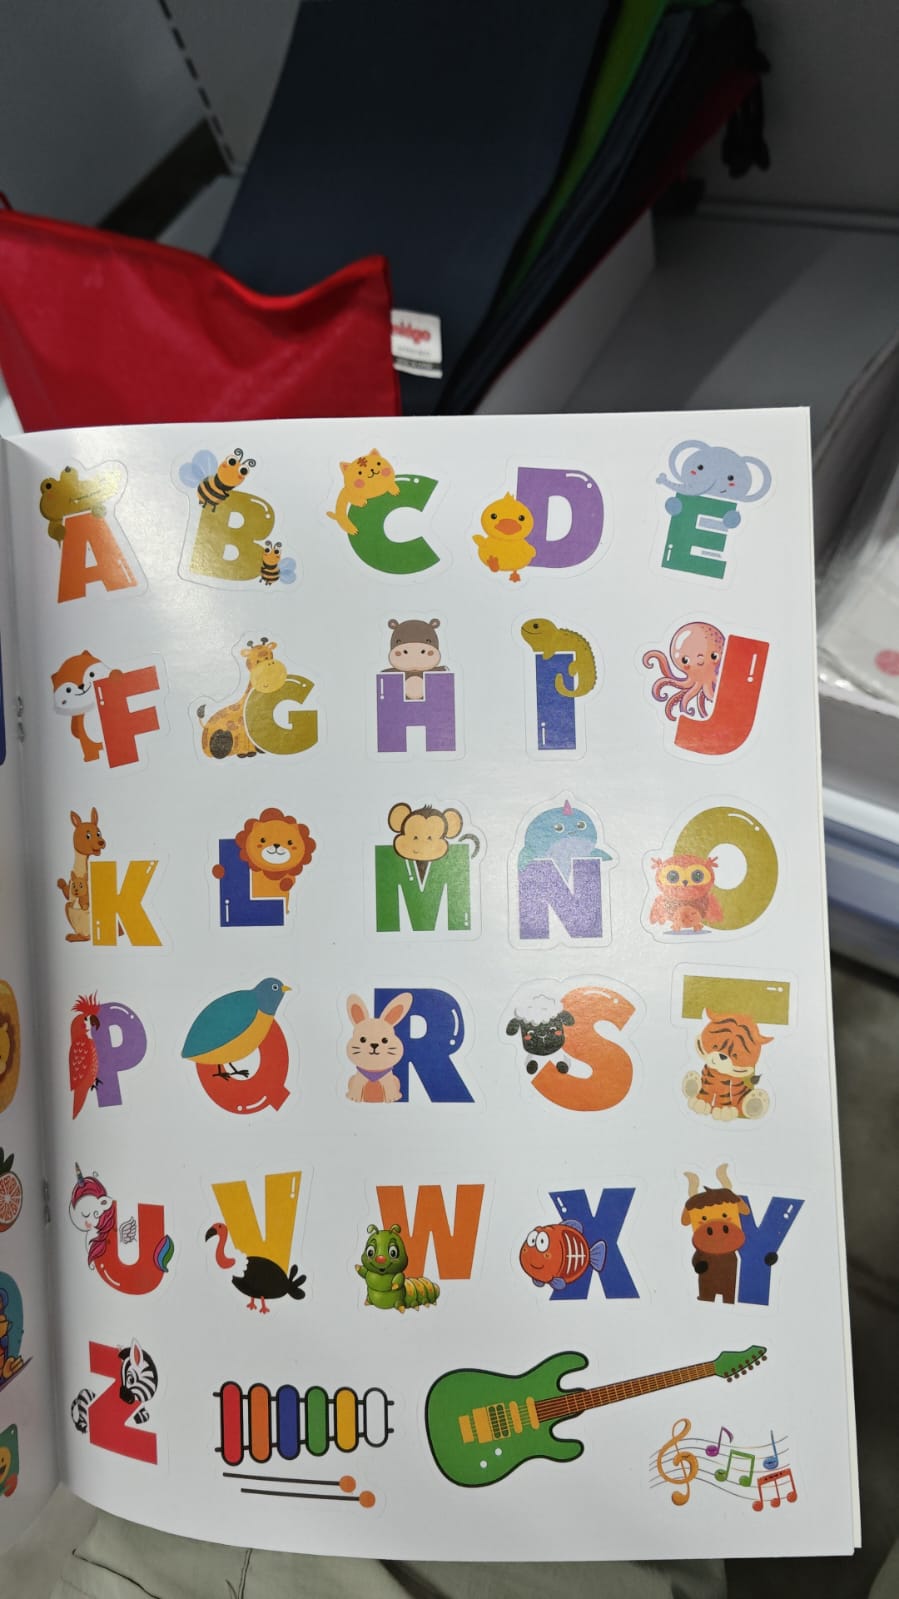 A B C D E
F G H I J
K L M N O
P Q R S T
U V W X Y
Z